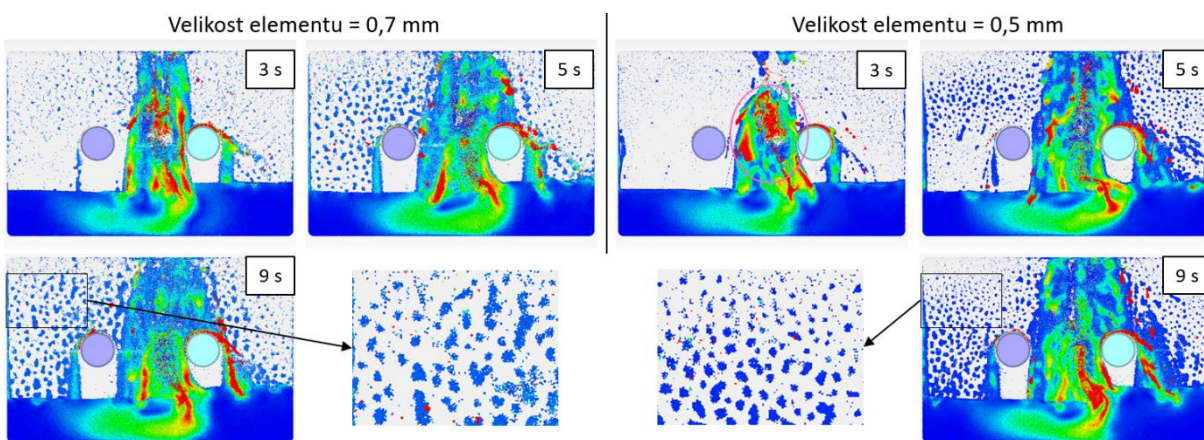 Velikost elementu = 0,7 mm
Velikost elementu = 0,5 mm
3 s
5 s
3 s
5 s
9 s
9 s